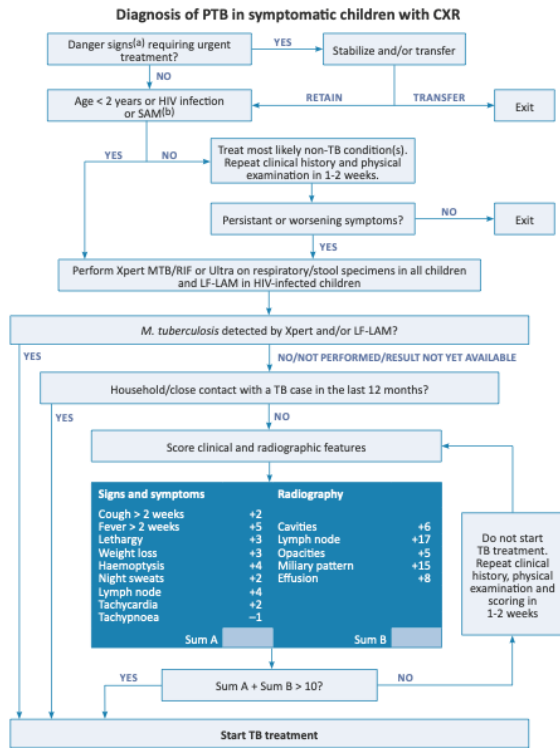 Diagnosis of PTB in symptomatic children with CXR
Danger signs(a) requiring urgent
treatment?
YES
Stabilize and/or transfer
NO
RETAIN
TRANSFER
Age < 2 years or HIV infection
or SAM(b)
Exit
YES
NO
Treat most likely non-TB condition(s).
Repeat clinical history and physical
examination in 1-2 weeks.
Persistant or worsening symptoms?
NO
Exit
YES
Perform Xpert MTB/RIF or Ultra on respiratory/stool specimens in all children
and LF-LAM in HIV-infected children
M. tuberculosis detected by Xpert and/or LF-LAM?
YES
NO/NOT PERFORMED/RESULT NOT YET AVAILABLE
Household/close contact with a TB case in the last 12 months?
YES
NO
Score clinical and radiographic features
Signs and symptoms
Cough > 2 weeks +2
Fever > 2 weeks +5
Lethargy +3
Weight loss +3
Haemoptysis +4
Night sweats +2
Lymph node +4
Tachycardia +2
Tachypnoea –1
Sum A
Radiography
Cavities +6
Lymph node +17
Opacities +5
Miliary pattern +15
Effusion +8
Sum B
Do not start
TB treatment.
Repeat clinical
history, physical
examination and
scoring in
1-2 weeks
YES
Sum A + Sum B > 10?
NO
Start TB treatment